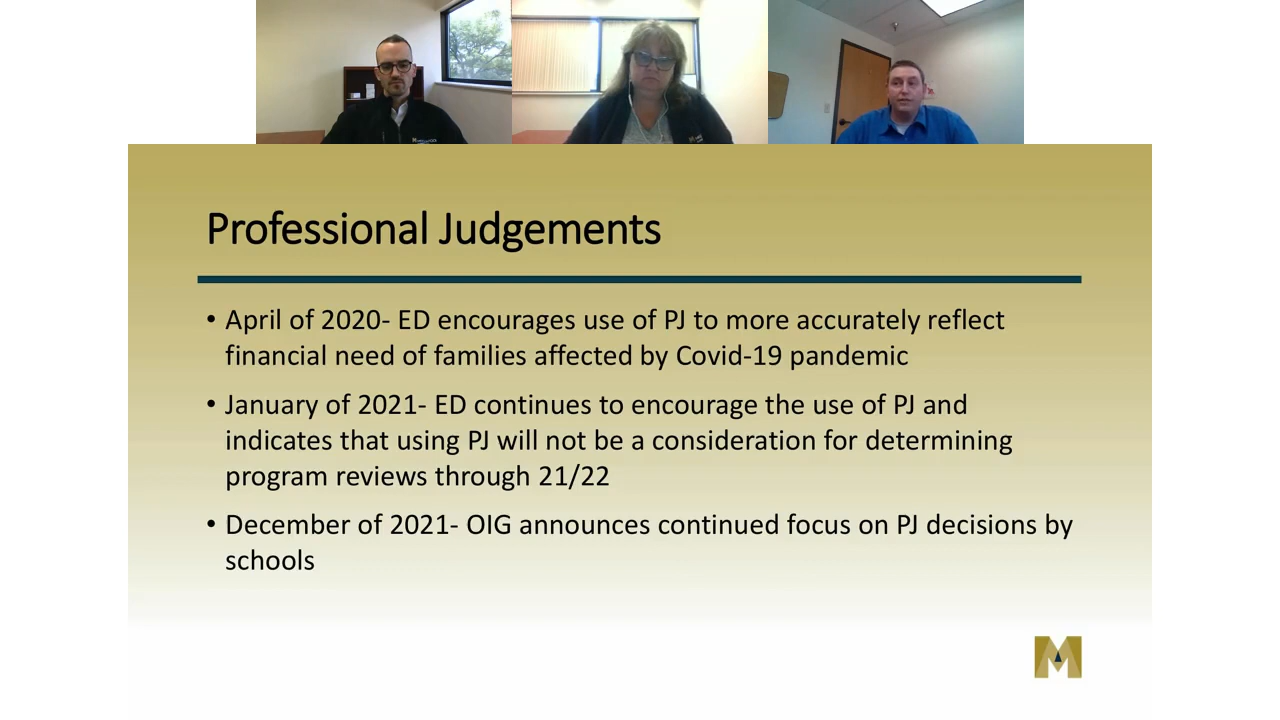 Professional Judgements
• April of 2020- ED encourages use of PJ to more accurately reflect
financial need of families affected by Covid-19 pandemic
• January of 2021- ED continues to encourage the use of PJ and
indicates that using PJ will not be a consideration for determining
program reviews through 21/22
• December of 2021- OIG announces continued focus on PJ decisions by
schools
M